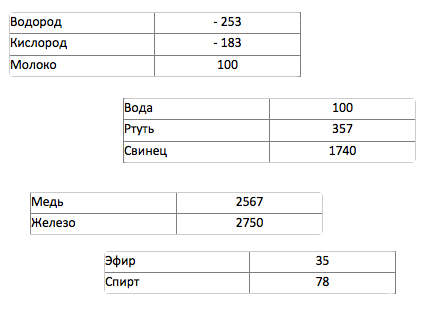 Водород - 253
Кислород - 183
Молоко 100
Вода 100
Ртуть 357
Свинец 1740
Медь 2567
Железо 2750
Эфир 35
Спирт 78